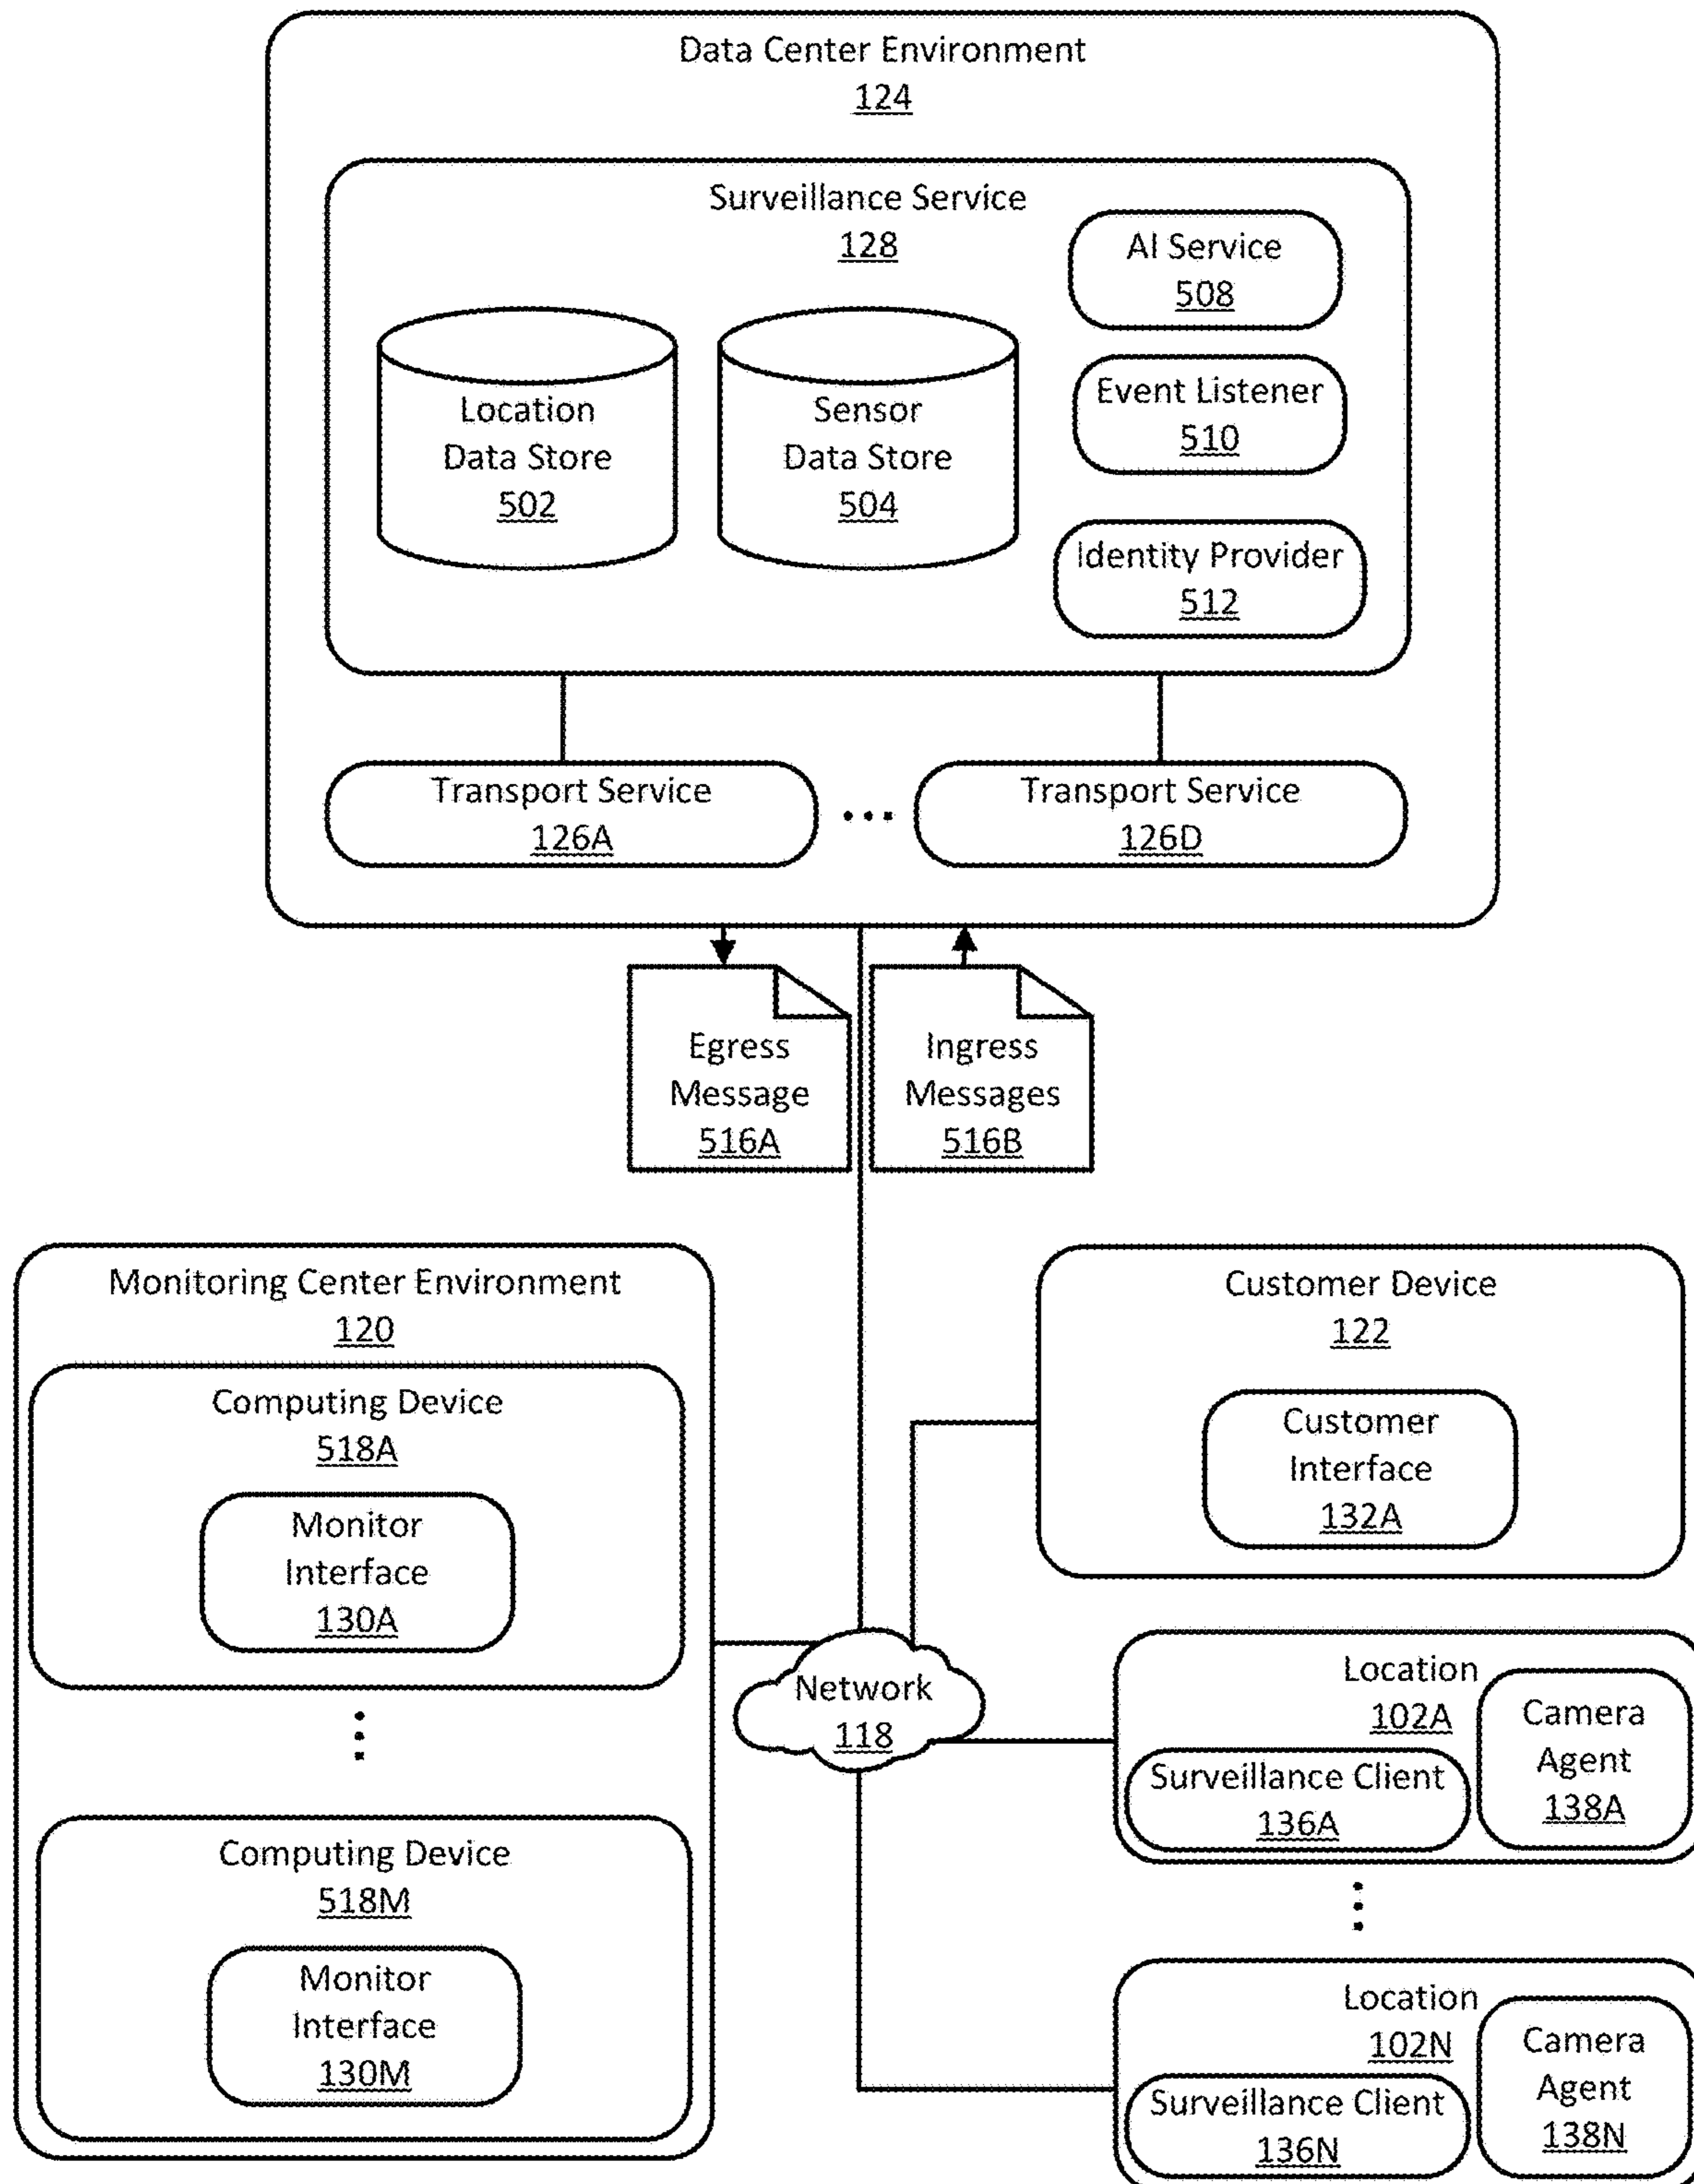 Data Center Environment
124
Surveillance Service
128
AI Service
508
Event Listener
510
Identity Provider
512
Location
Data Store
502
Sensor
Data Store
504
Transport Service
126A
Transport Service
126D
Egress
Message
516A
Ingress
Messages
516B
Monitoring Center Environment
120
Computing Device
518A
Monitor
Interface
130A
Computing Device
518M
Monitor
Interface
130M
Customer Device
122
Customer
Interface
132A
Network
118
Location
102A
Surveillance Client
136A
Camera
Agent
138A
Location
102N
Surveillance Client
136N
Camera
Agent
138N